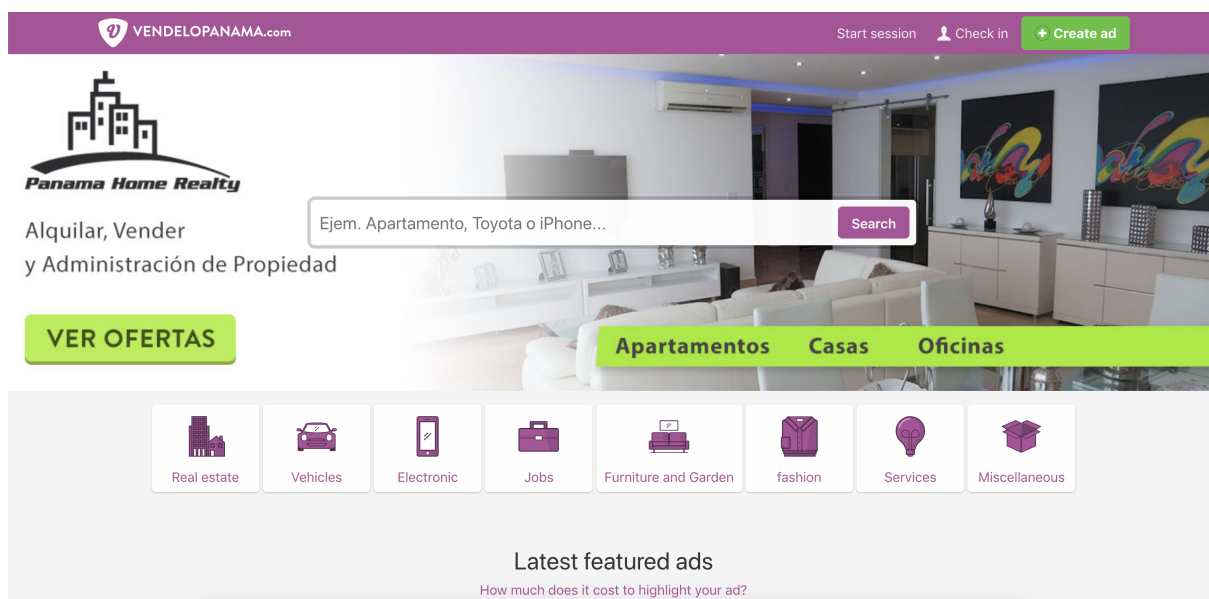 VENDELOPANAMA.com
Start session
Check in
+ Create ad
Panama Home Realty
Alquilar, Vender
y Administración de Propiedad
Ejem. Apartamento, Toyota o iPhone...
Search
VER OFERTAS
Apartamentos Casas Oficinas
Real estate
Vehicles
Electronic
Jobs
Furniture and Garden
fashion
Services
Miscellaneous
Latest featured ads
How much does it cost to highlight your ad?